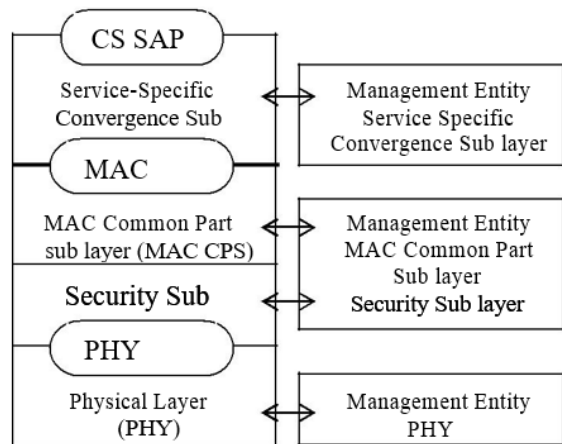 CS SAP
Service-Specific
Convergence Sub
Management Entity
Service Specific
Convergence Sub layer
MAC
MAC Common Part
sub layer (MAC CPS)
Security Sub
Management Entity
MAC Common Part
Sub layer
Security Sub layer
PHY
Physical Layer
(PHY)
Management Entity
PHY